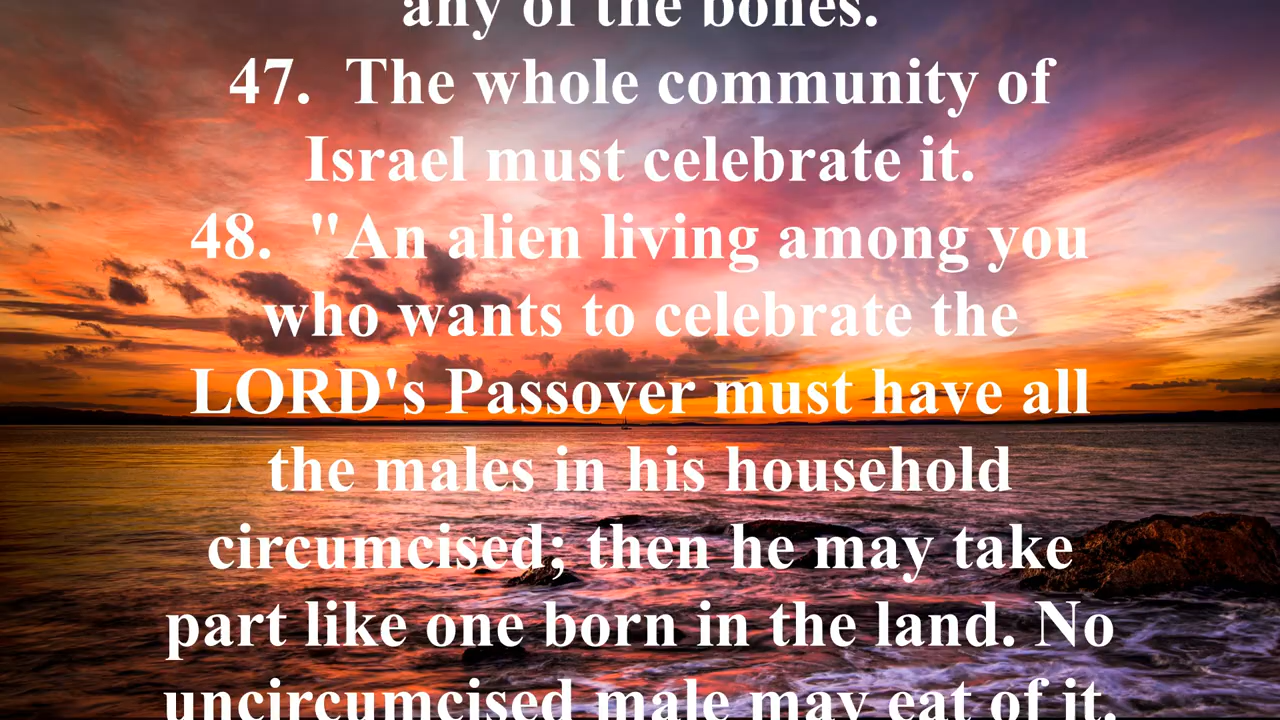 any of the bones.
47. The whole community of
Israel must celebrate it.
48. "An alien living among you
who wants to celebrate the
LORD's Passover must have all
the males in his household
circumcised; then he may take
part like one born in the land. No
uncircumcised male may eat of it.